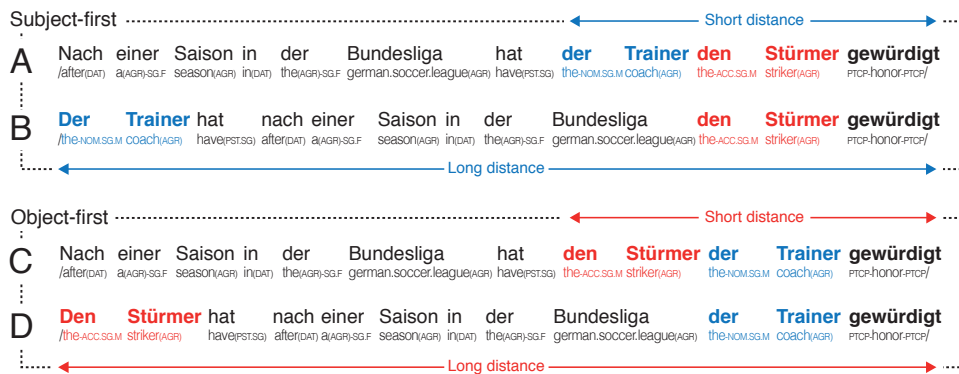 Subject-first
Short distance
A Nach einer Saison in der Bundesliga hat der Trainer den Stürmer gewürdigt
/after(DAT) a(AGR)-SG.F season(AGR) in(DAT) the(AGR)-SG.F german.soccer.league(AGR) have(PST.SG) the-NOM.SG.M coach(AGR) the-ACC.SG.M striker(AGR) PTCP-honor-PTCP/
B Der Trainer hat nach einer Saison in der Bundesliga den Stürmer gewürdigt
/the-NOM.SG.M coach(AGR) have(PST.SG) after(DAT) a(AGR)-SG.F season(AGR) in(DAT) the(AGR)-SG.F german.soccer.league(AGR) the-ACC.SG.M striker(AGR) PTCP-honor-PTCP/
Long distance
Object-first
Short distance
C Nach einer Saison in der Bundesliga hat den Stürmer der Trainer gewürdigt
/after(DAT) a(AGR)-SG.F season(AGR) in(DAT) the(AGR)-SG.F german.soccer.league(AGR) have(PST.SG) the-ACC.SG.M striker(AGR) the-NOM.SG.M coach(AGR) PTCP-honor-PTCP/
D Den Stürmer hat nach einer Saison in der Bundesliga der Trainer gewürdigt
/the-ACC.SG.M striker(AGR) have(PST.SG) after(DAT) a(AGR)-SG.F season(AGR) in(DAT) the(AGR)-SG.F german.soccer.league(AGR) the-NOM.SG.M coach(AGR) PTCP-honor-PTCP/
Long distance